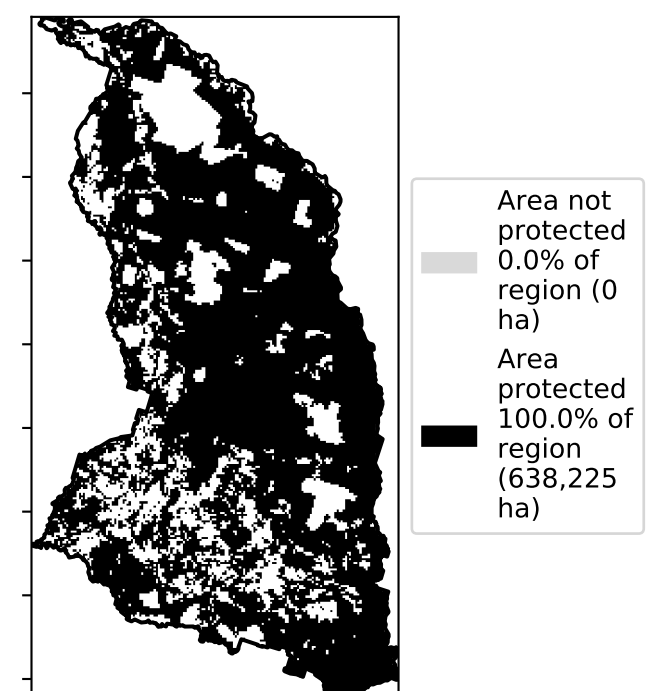 Area not
protected
0.0% of
region (0
ha)
Area
protected
100.0% of
region
(638,225
ha)